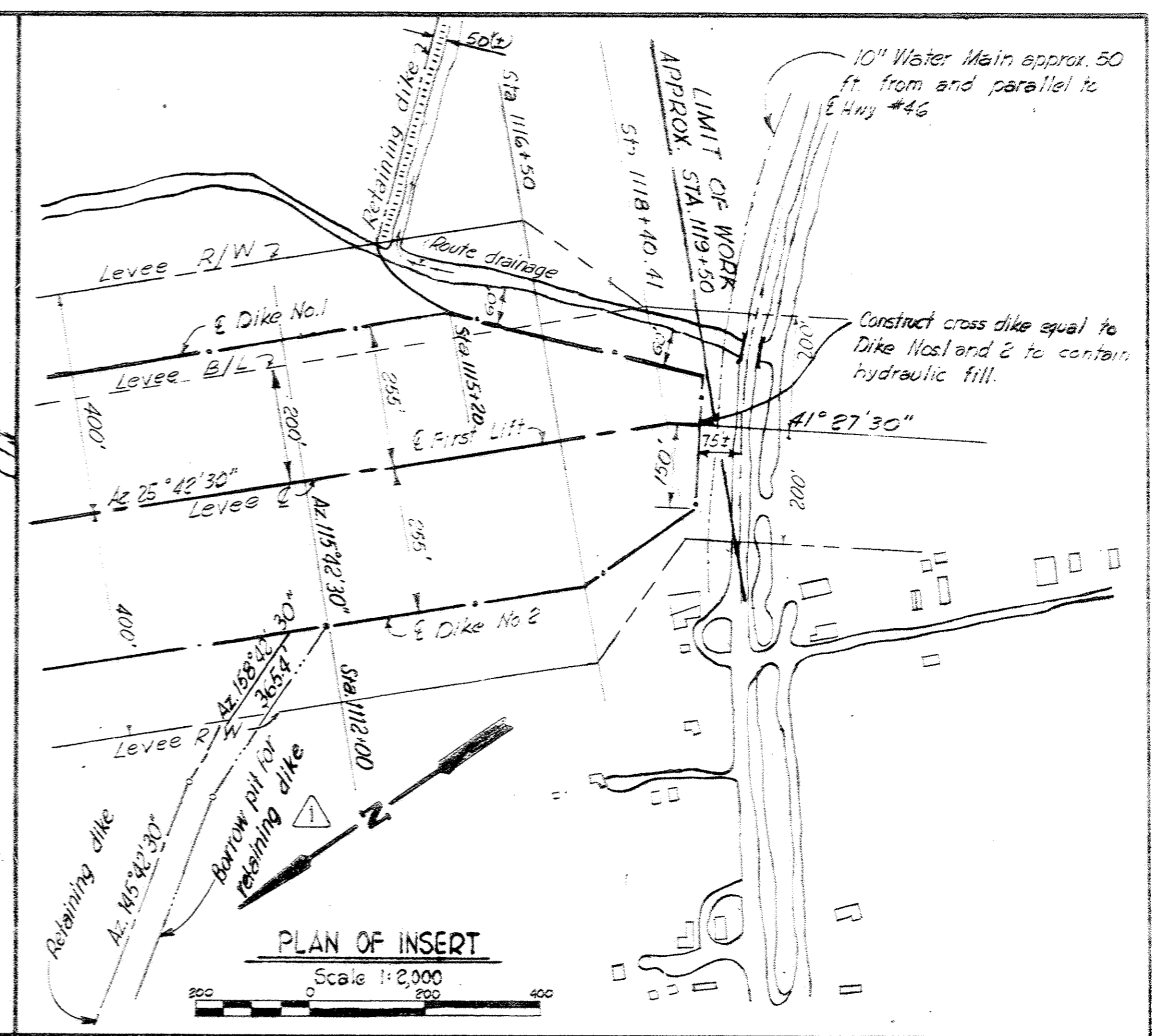 50'(±)
Retaining dike
Sta 1116+50
Sta 1118+40.41
LIMIT OF WORK
APPROX. STA. 1119+50
10" Water Main approx. 50
ft. from and parallel to
℄ Hwy #46
Levee R/W
Route drainage
℄ Dike No.1
Levee B/L
60'
60'
200'
Construct cross dike equal to
Dike Nos 1 and 2 to contain
hydraulic fill.
Sta. 1115+20
255'
400'
200'
℄ First Lift
41° 27' 30"
75'±
150'
Az. 25° 42' 30"
Levee ℄
Az. 115° 42' 30"
255'
200'
400'
℄ Dike No 2
Az. 158° 42' 30"
365.4'
Sta. 1112+00
Levee R/W
Borrow pit for
retaining dike
1
N
Retaining dike
Az. 145° 42' 30"
PLAN OF INSERT
Scale 1:2,000
200 0 200 400